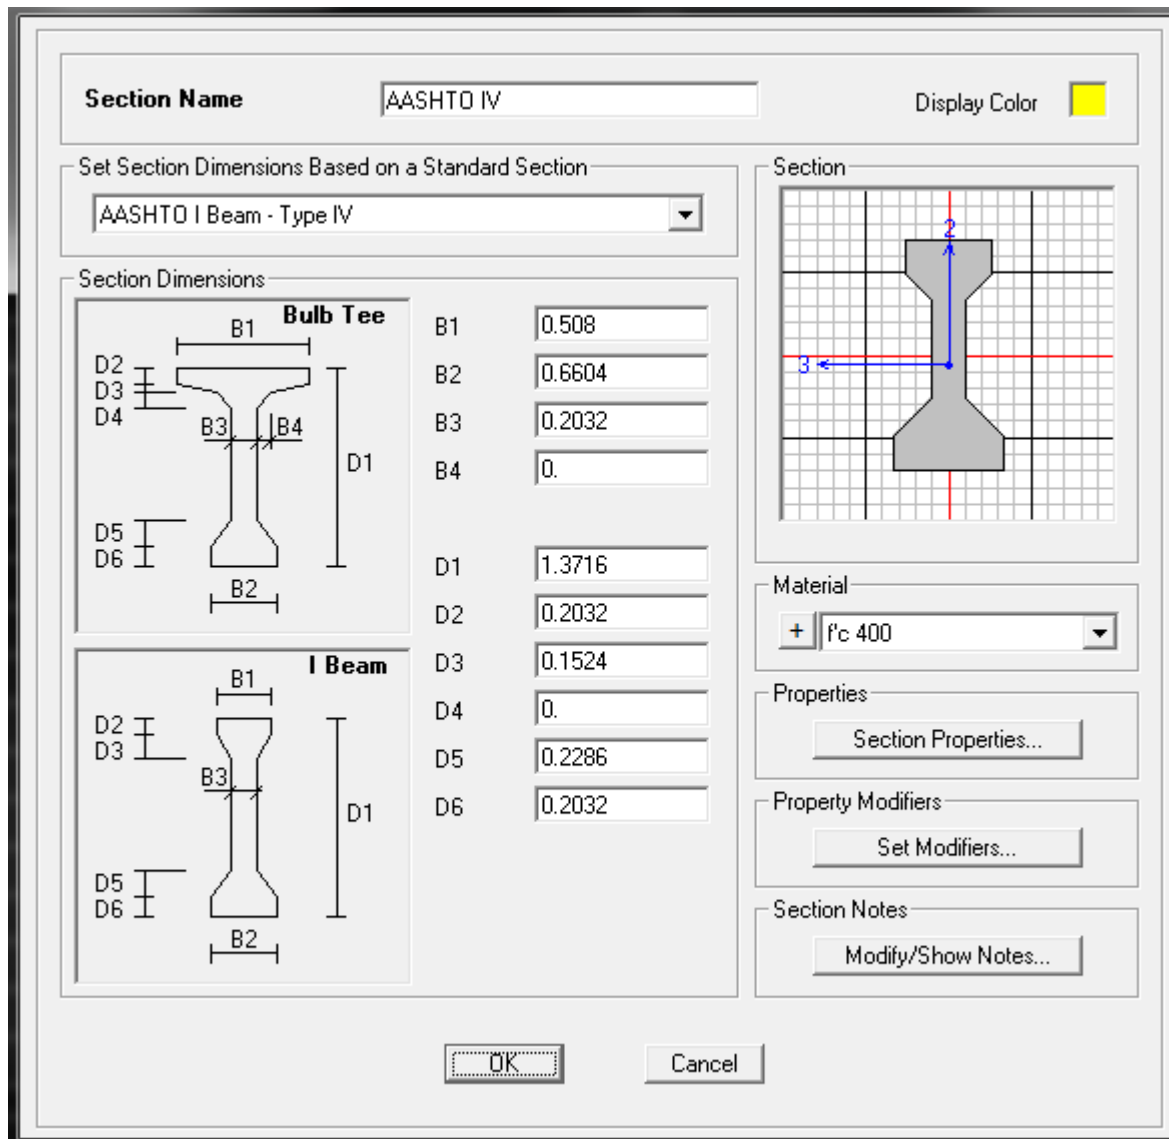 Section Name AASHTO IV Display Color
Set Section Dimensions Based on a Standard Section
AASHTO I Beam - Type IV
Section Dimensions
Bulb Tee
B1
D2
D3
D4
B3 B4
D1
D5
D6
B2
I Beam
B1
D2
D3
B3
D1
D5
D6
B2
B1 0.508
B2 0.6604
B3 0.2032
B4 0.
D1 1.3716
D2 0.2032
D3 0.1524
D4 0.
D5 0.2286
D6 0.2032
Section
2
3
Material
+ f'c 400
Properties
Section Properties...
Property Modifiers
Set Modifiers...
Section Notes
Modify/Show Notes...
OK Cancel